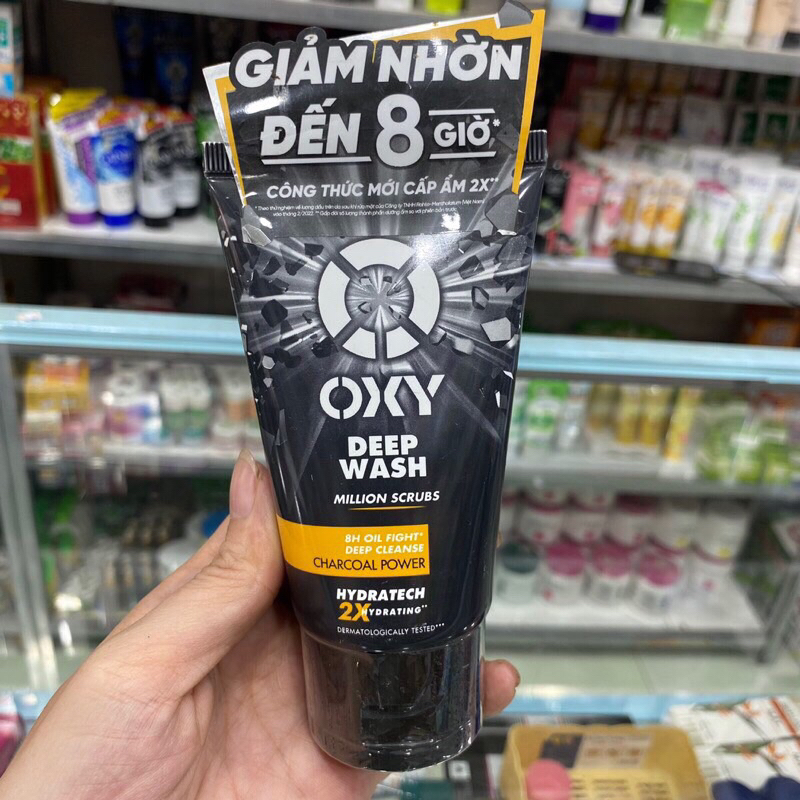 GIẢM NHỜN
ĐẾN 8 GIỜ*
CÔNG THỨC MỚI CẤP ẨM 2X**
OXY
DEEP
WASH
MILLION SCRUBS
8H OIL FIGHT*
DEEP CLEANSE
CHARCOAL POWER
HYDRATECH
2X HYDRATING**
DERMATOLOGICALLY TESTED***